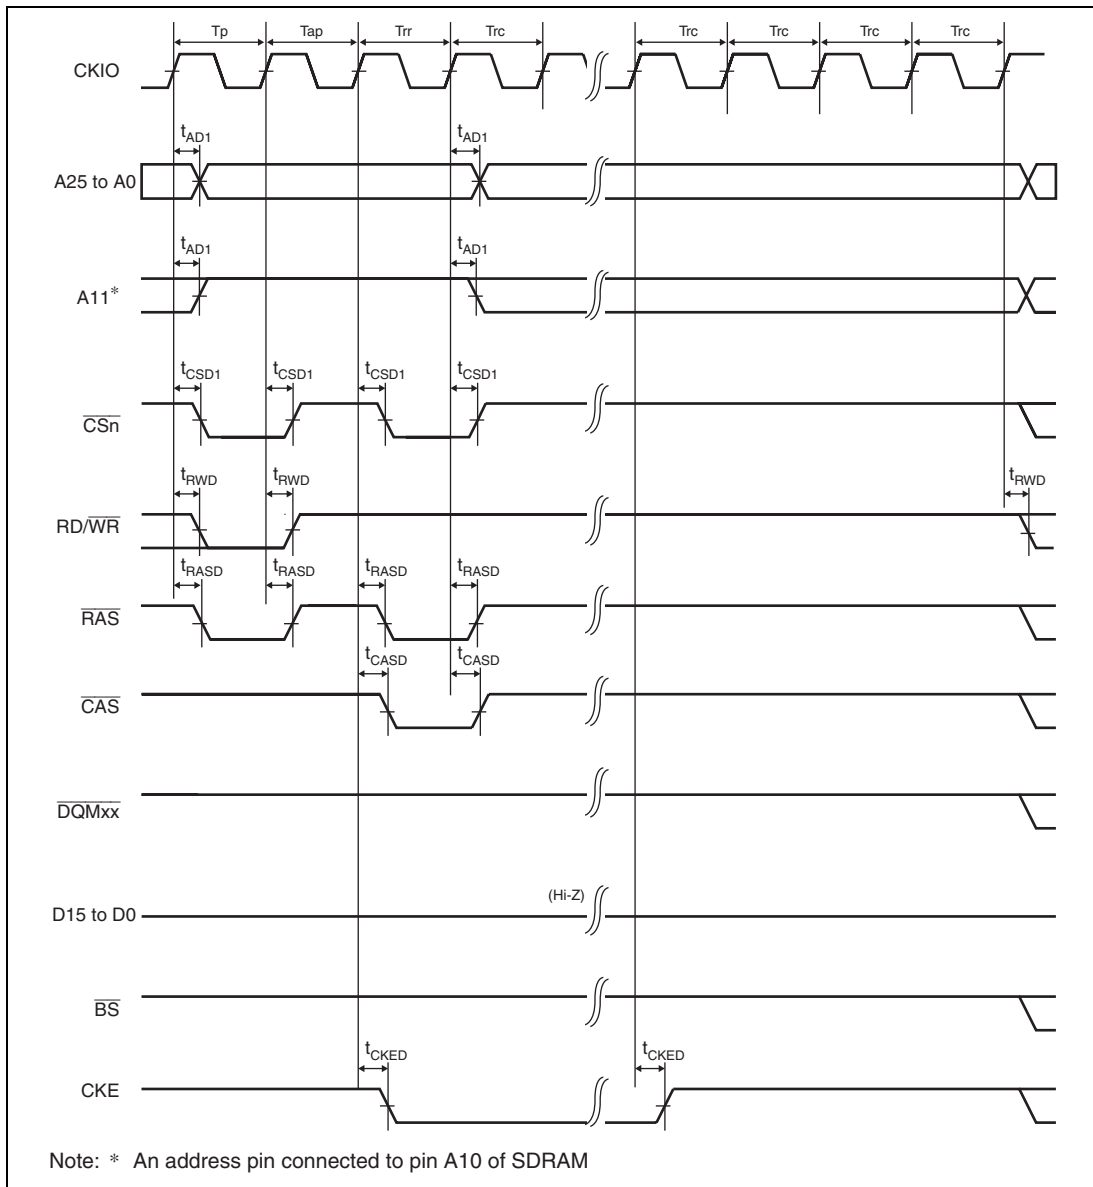 Tp Tap Trr Trc Trc Trc Trc Trc
CKIO
tAD1 tAD1
A25 to A0
tAD1 tAD1
A11*
tCSD1 tCSD1 tCSD1 tCSD1
CSn
tRWD tRWD tRWD
RD/WR
tRASD tRASD tRASD tRASD
RAS
tCASD tCASD
CAS
DQMxx
(Hi-Z)
D15 to D0
BS
tCKED tCKED
CKE
Note: * An address pin connected to pin A10 of SDRAM